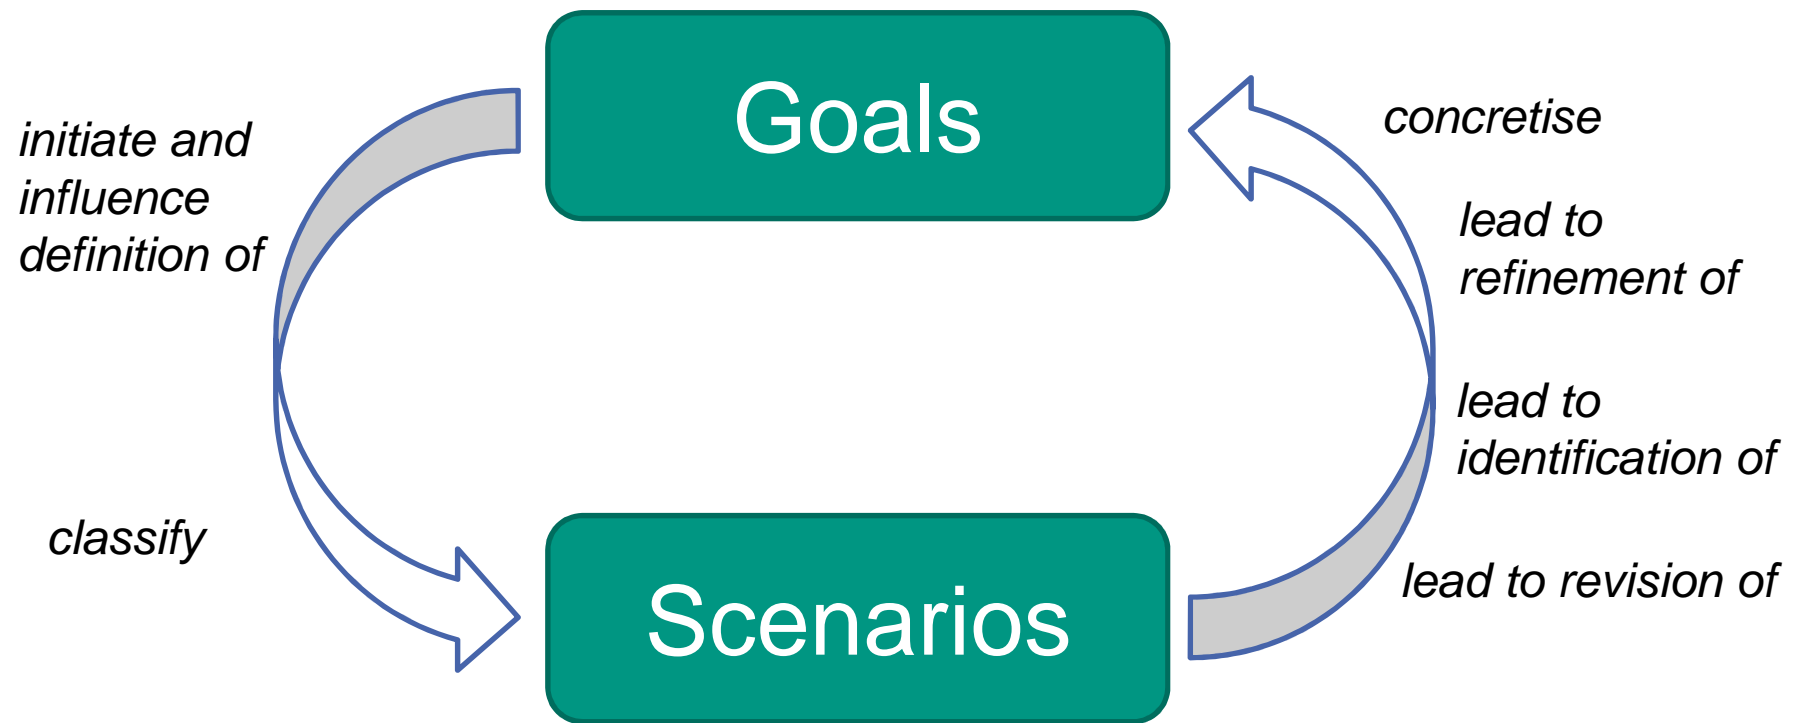 Goals
initiate and
influence
definition of
classify
concretise
lead to
refinement of
lead to
identification of
lead to revision of
Scenarios